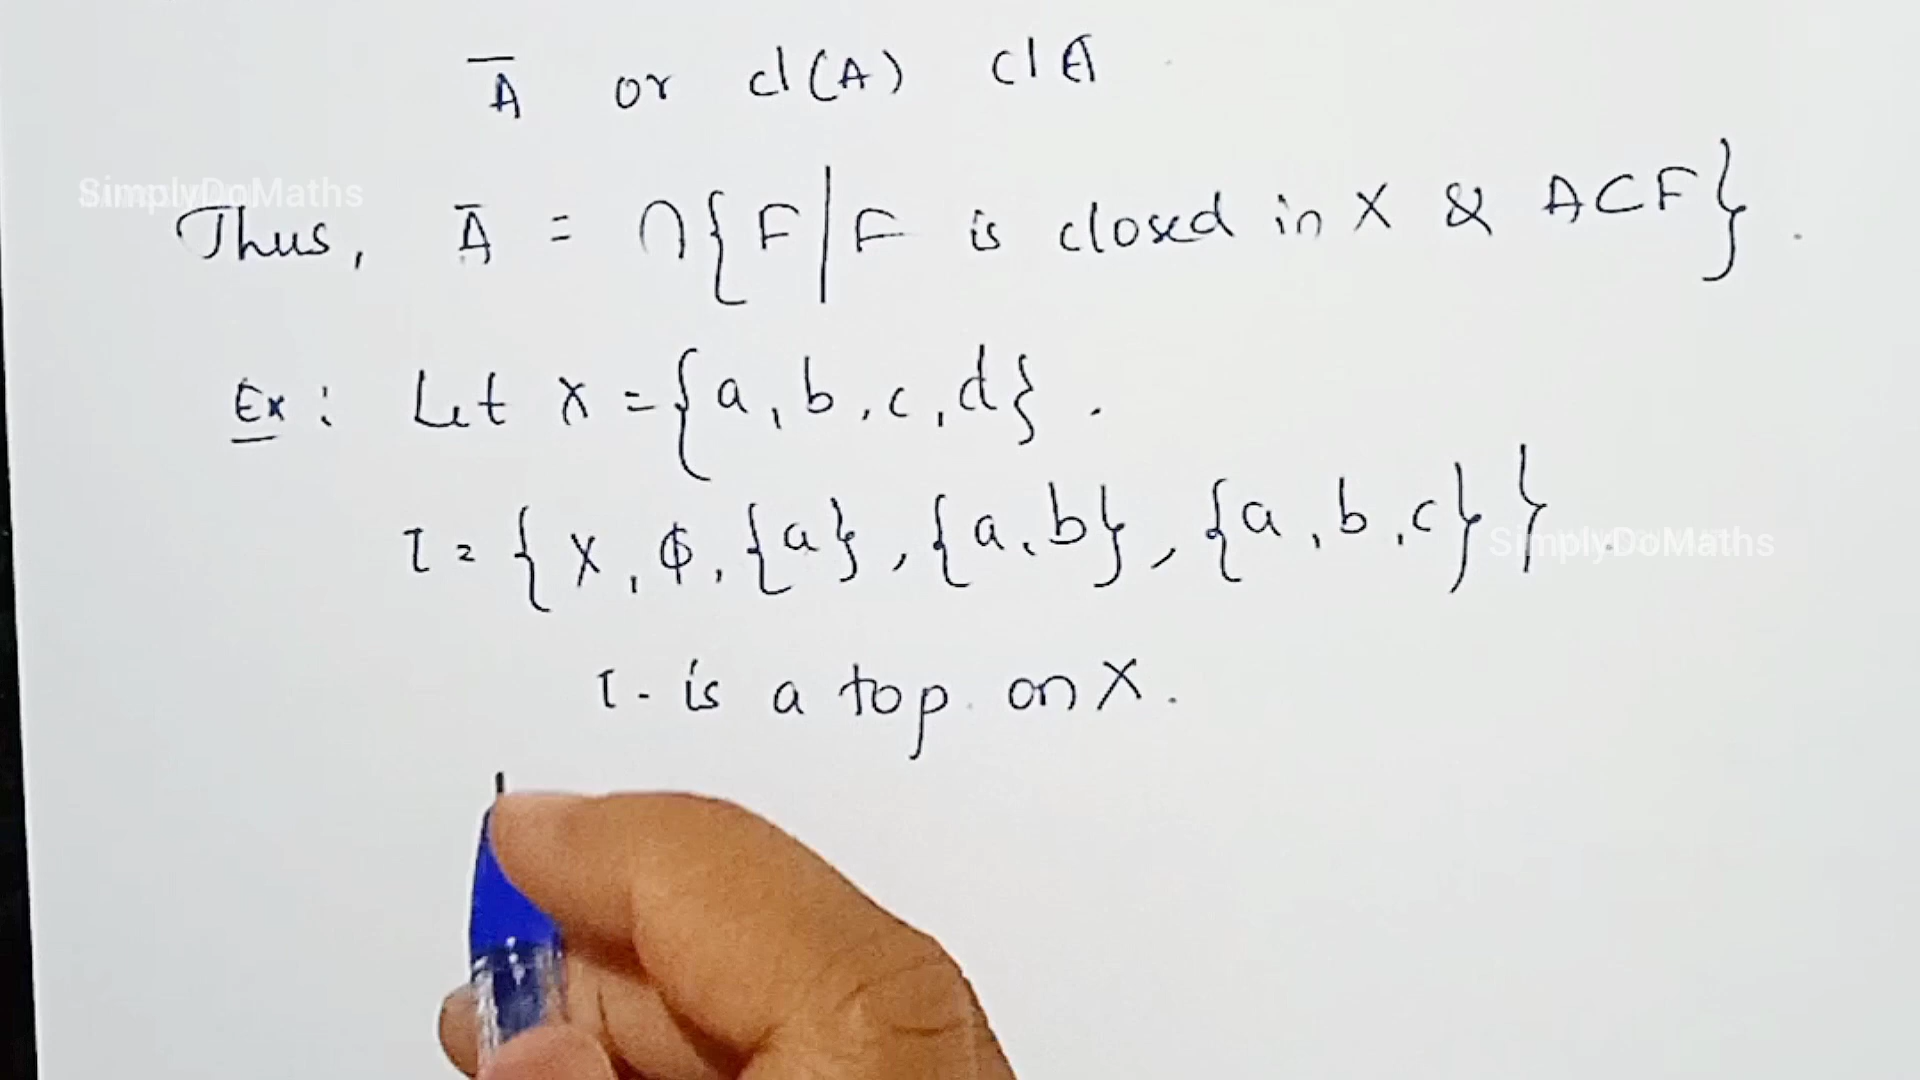 A̅ or cl(A) cl A
SimplyDoMaths
Thus, A̅ = ∩{F | F is closed in X & A⊂F}.
Ex: Let X = {a, b, c, d}.
τ = {X, φ, {a}, {a, b}, {a, b, c}}
SimplyDoMaths
τ - is a top. on X.